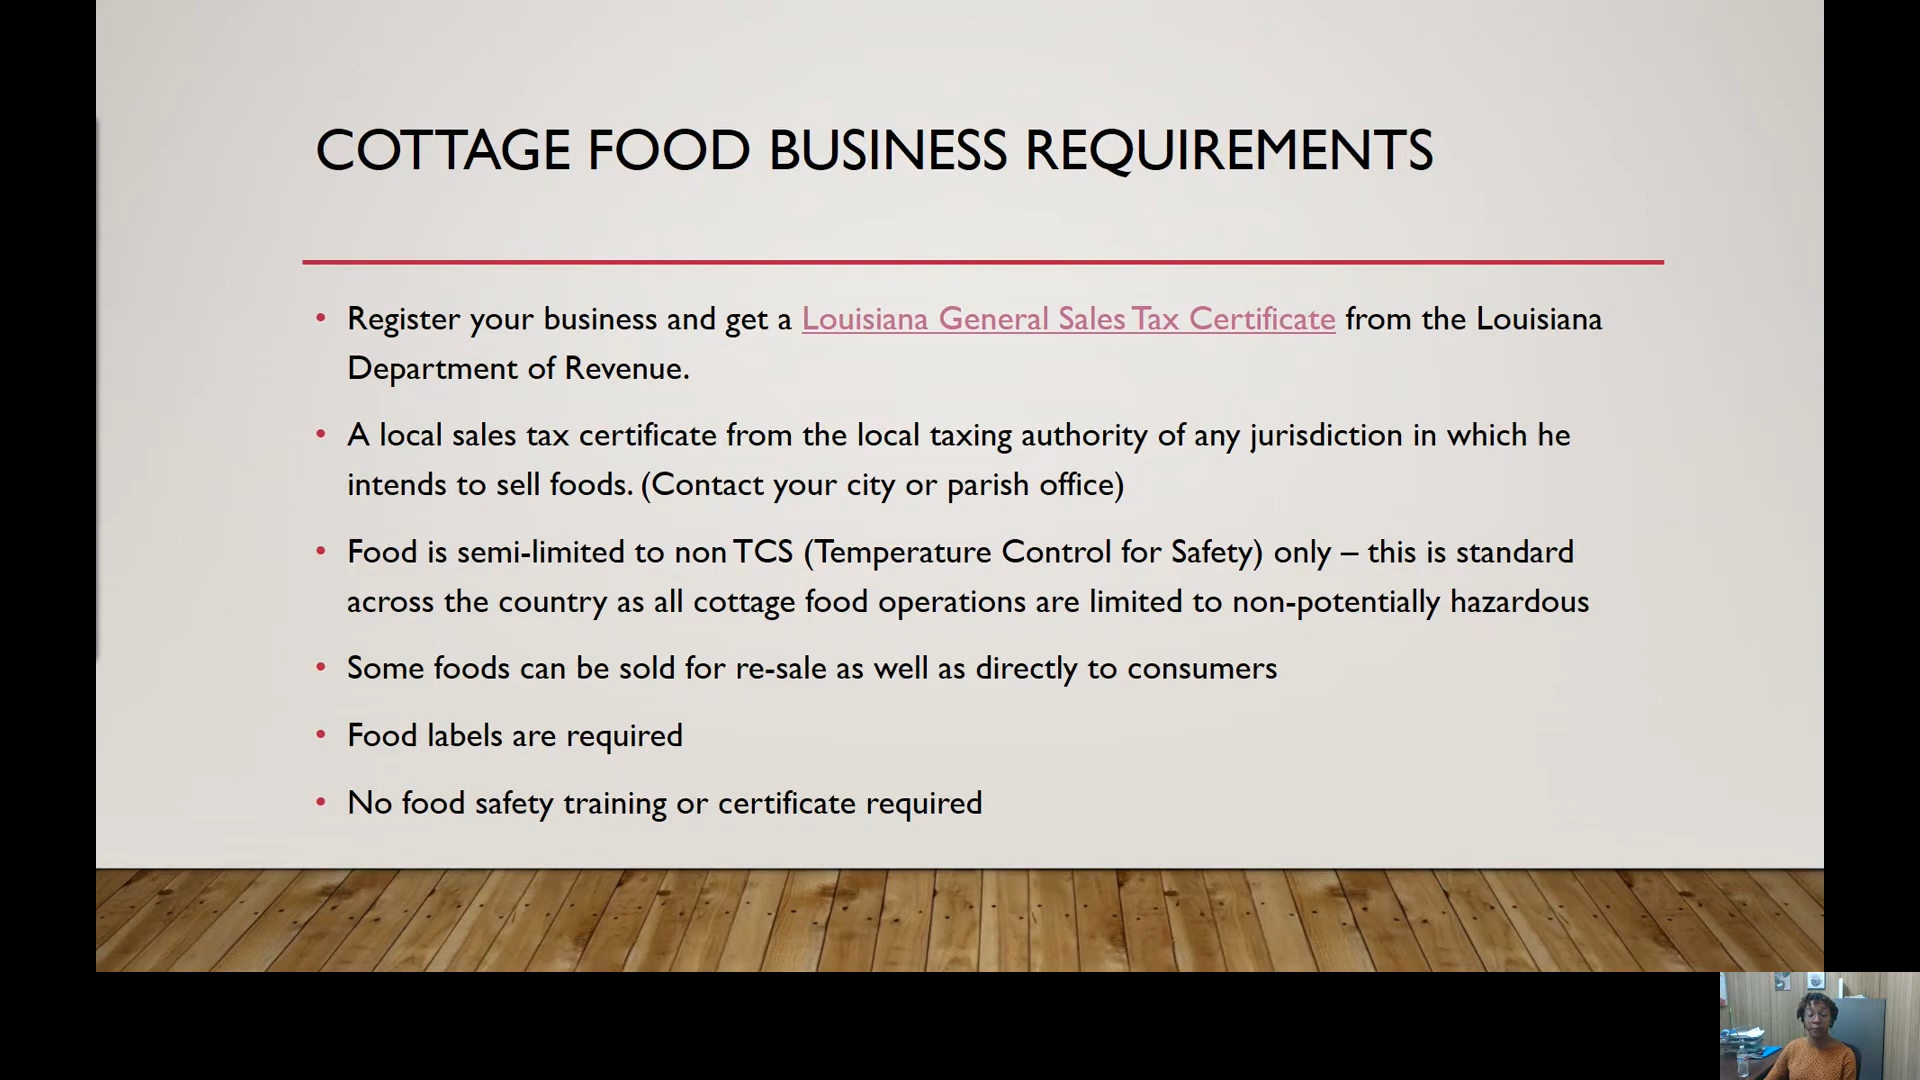 COTTAGE FOOD BUSINESS REQUIREMENTS
• Register your business and get a Louisiana General Sales Tax Certificate from the Louisiana
Department of Revenue.
• A local sales tax certificate from the local taxing authority of any jurisdiction in which he
intends to sell foods. (Contact your city or parish office)
• Food is semi-limited to non TCS (Temperature Control for Safety) only – this is standard
across the country as all cottage food operations are limited to non-potentially hazardous
• Some foods can be sold for re-sale as well as directly to consumers
• Food labels are required
• No food safety training or certificate required